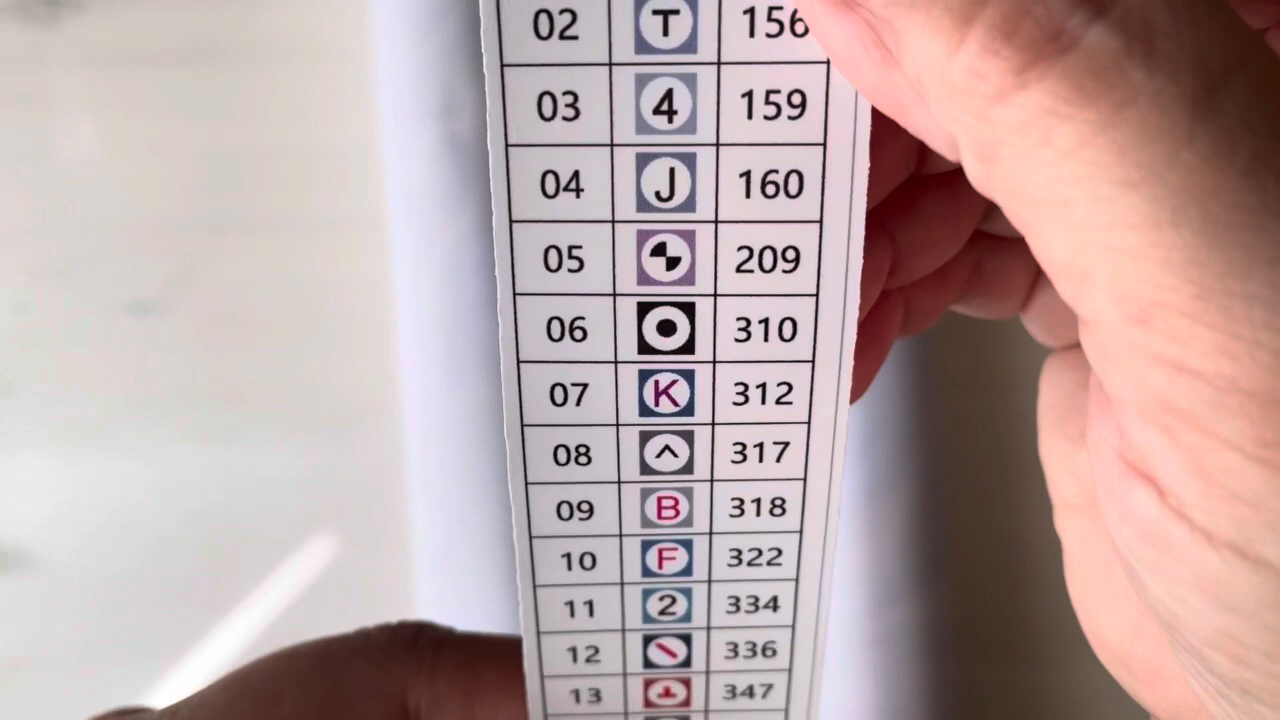 02 T 156
03 4 159
04 J 160
05 209
06 310
07 K 312
08 ^ 317
09 B 318
10 F 322
11 2 334
12 \ 336
13 ⊥ 347